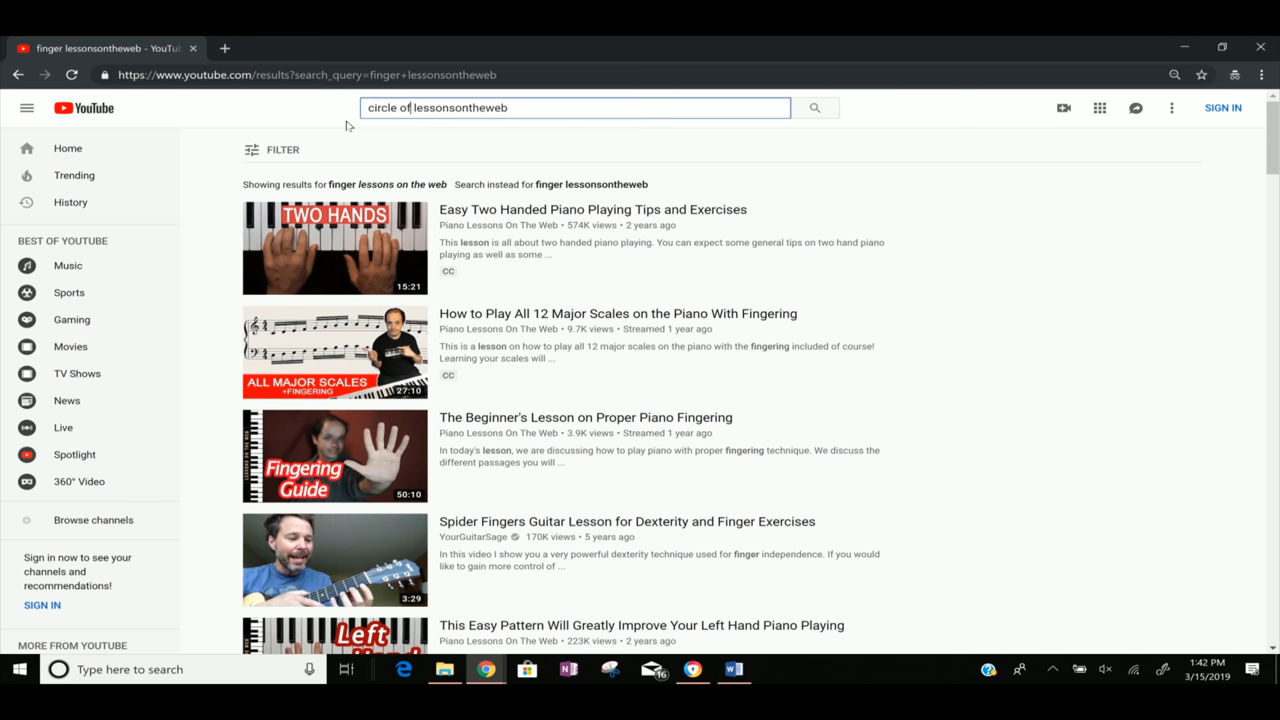 finger lessonsontheweb - YouTu
https://www.youtube.com/results?search_query=finger+lessonsontheweb
YouTube
circle of lessonsontheweb
SIGN IN
Home
Trending
History
BEST OF YOUTUBE
Music
Sports
Gaming
Movies
TV Shows
News
Live
Spotlight
360° Video
Browse channels
Sign in now to see your
channels and
recommendations!
SIGN IN
MORE FROM YOUTUBE
FILTER
Showing results for finger lessons on the web Search instead for finger lessonsontheweb
TWO HANDS
15:21
Easy Two Handed Piano Playing Tips and Exercises
Piano Lessons On The Web • 574K views • 2 years ago
This lesson is all about two handed piano playing. You can expect some general tips on two hand piano
playing as well as some ...
CC
ALL MAJOR SCALES
+FINGERING
27:10
How to Play All 12 Major Scales on the Piano With Fingering
Piano Lessons On The Web • 9.7K views • Streamed 1 year ago
This is a lesson on how to play all 12 major scales on the piano with the fingering included of course!
Learning your scales will ...
CC
Fingering
Guide
50:10
The Beginner's Lesson on Proper Piano Fingering
Piano Lessons On The Web • 3.9K views • Streamed 1 year ago
In today's lesson, we are discussing how to play piano with proper fingering technique. We discuss the
different passages you will ...
3:29
Spider Fingers Guitar Lesson for Dexterity and Finger Exercises
YourGuitarSage • 170K views • 5 years ago
In this video I show you a very powerful dexterity technique used for finger independence. If you would
like to gain more control of ...
Left
This Easy Pattern Will Greatly Improve Your Left Hand Piano Playing
Piano Lessons On The Web • 223K views • 2 years ago
Type here to search
16
1:42 PM
3/15/2019